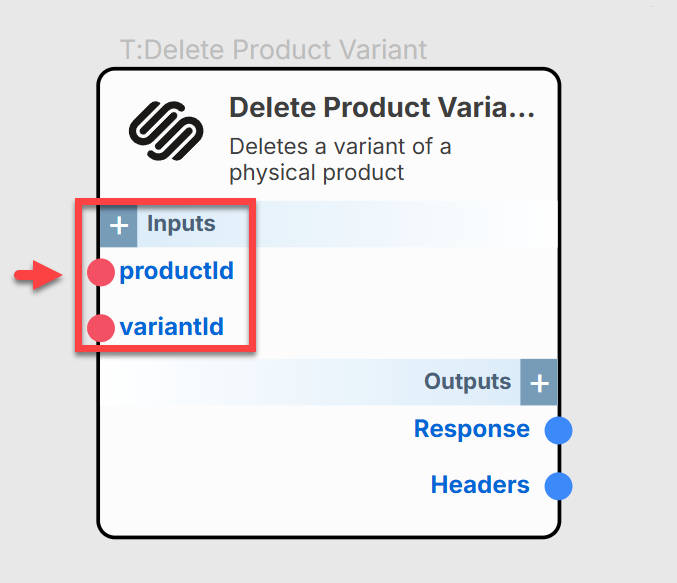 T:Delete Product Variant
Delete Product Varia...
Deletes a variant of a
physical product
+ Inputs
productId
variantId
Outputs +
Response
Headers